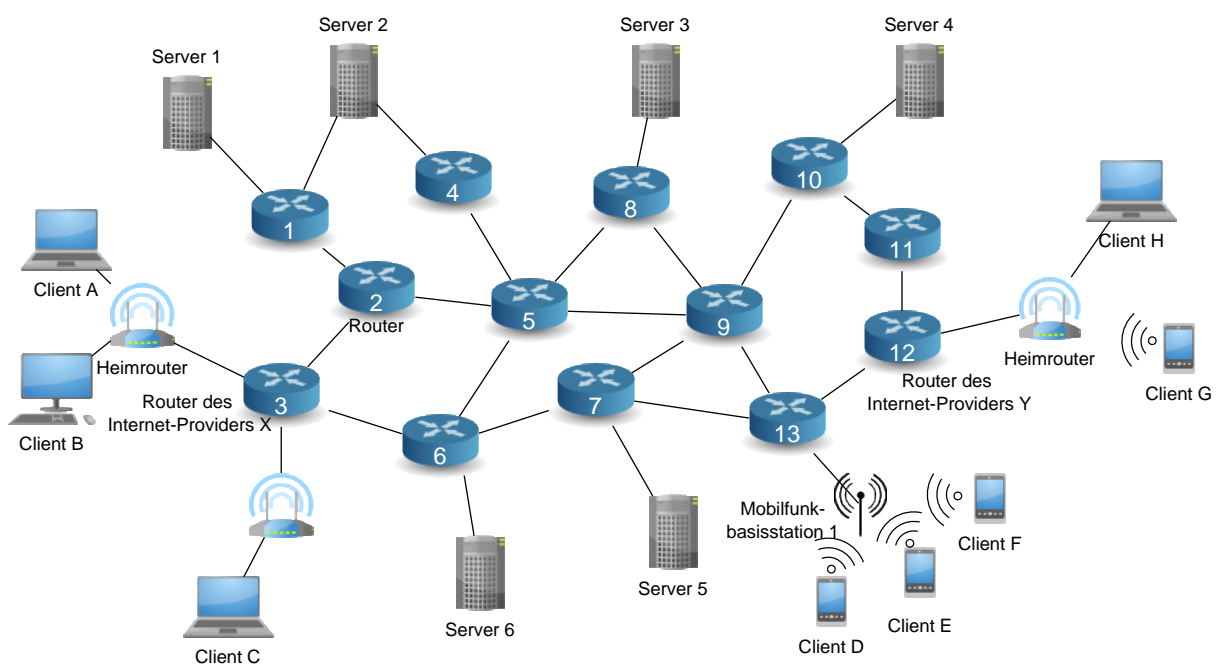 Server 2
Server 3
Server 4
Server 1
4
10
8
1
Client H
11
Client A
2
5
9
Router
12
Heimrouter
Heimrouter
Router des
Internet-Providers Y
3
7
Client G
Router des
Internet-Providers X
13
Client B
6
Mobilfunk-
basisstation 1
Client F
Server 5
Client E
Server 6
Client D
Client C